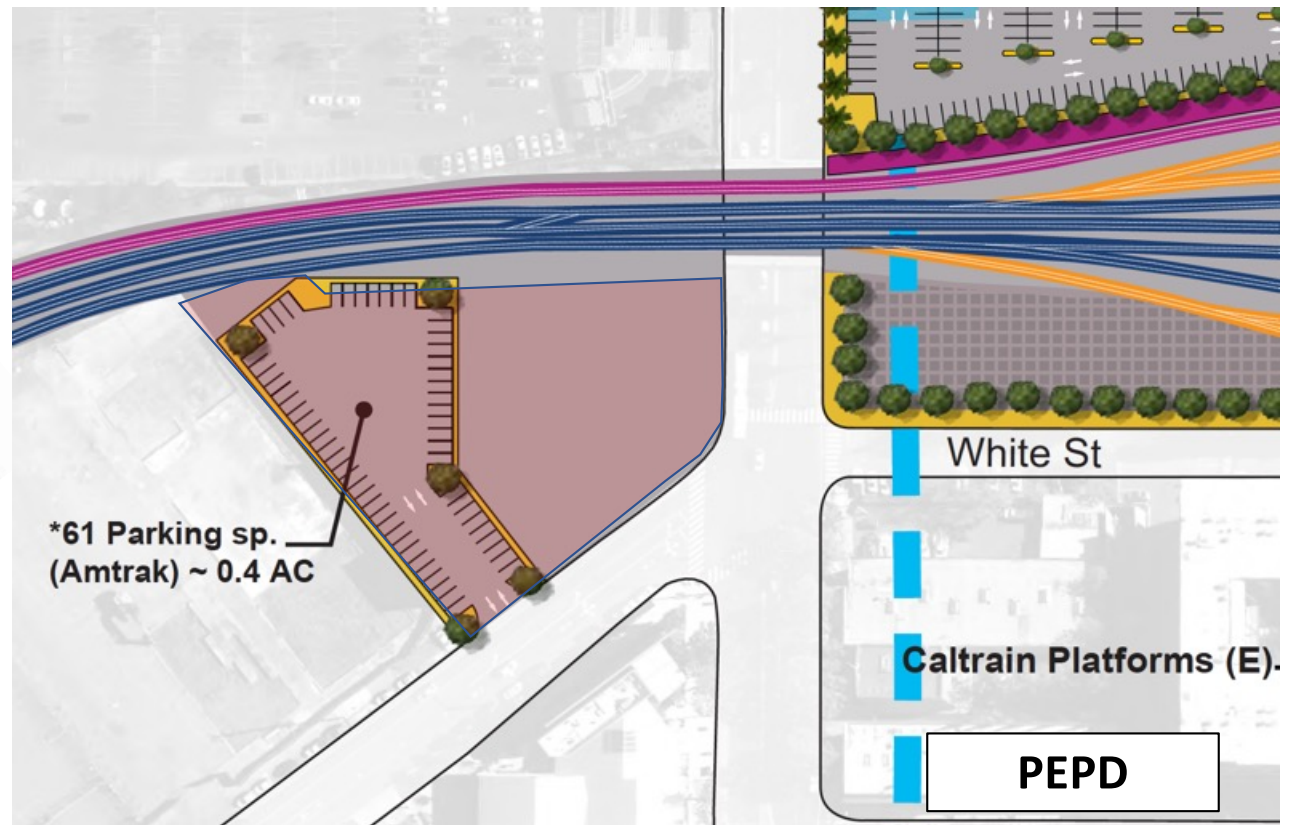 White St
*61 Parking sp.
(Amtrak) ~ 0.4 AC
Caltrain Platforms (E)
PEPD